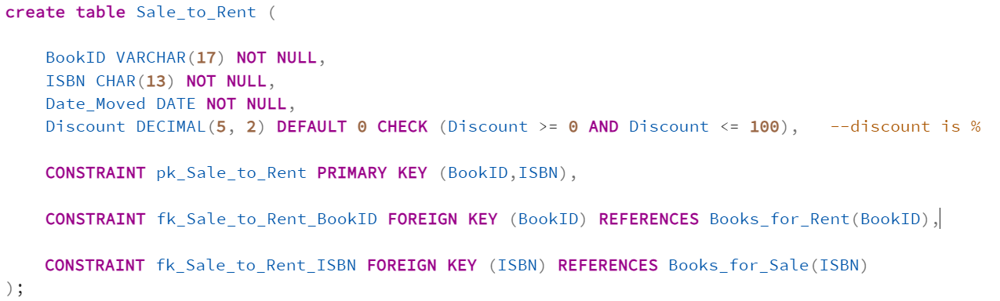 create table Sale_to_Rent (
BookID VARCHAR(17) NOT NULL,
ISBN CHAR(13) NOT NULL,
Date_Moved DATE NOT NULL,
Discount DECIMAL(5, 2) DEFAULT 0 CHECK (Discount >= 0 AND Discount <= 100),   --discount is %
CONSTRAINT pk_Sale_to_Rent PRIMARY KEY (BookID,ISBN),
CONSTRAINT fk_Sale_to_Rent_BookID FOREIGN KEY (BookID) REFERENCES Books_for_Rent(BookID),
CONSTRAINT fk_Sale_to_Rent_ISBN FOREIGN KEY (ISBN) REFERENCES Books_for_Sale(ISBN)
);